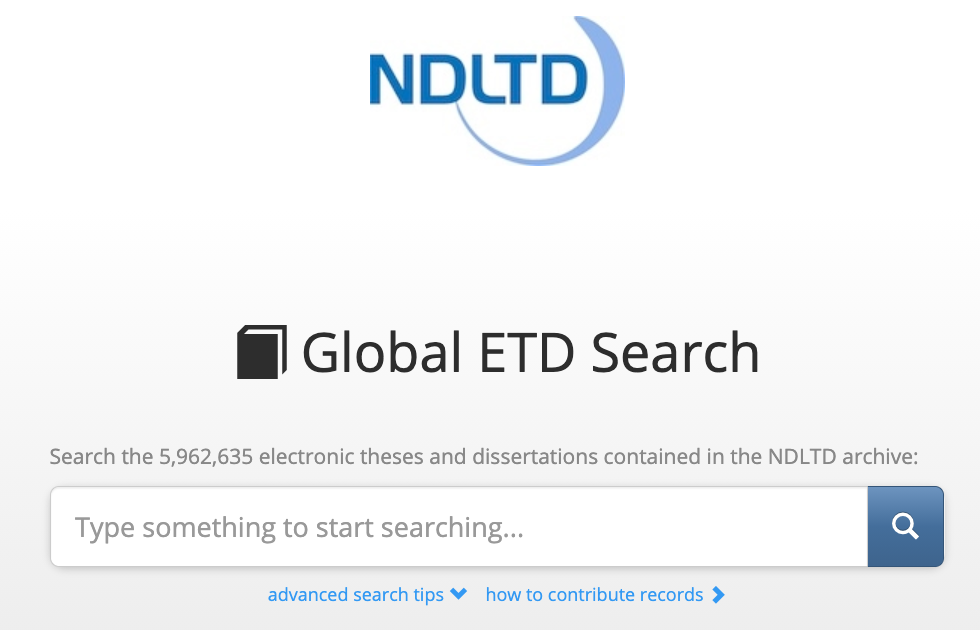 NDLTD
Global ETD Search
Search the 5,962,635 electronic theses and dissertations contained in the NDLTD archive:
Type something to start searching...
advanced search tips how to contribute records